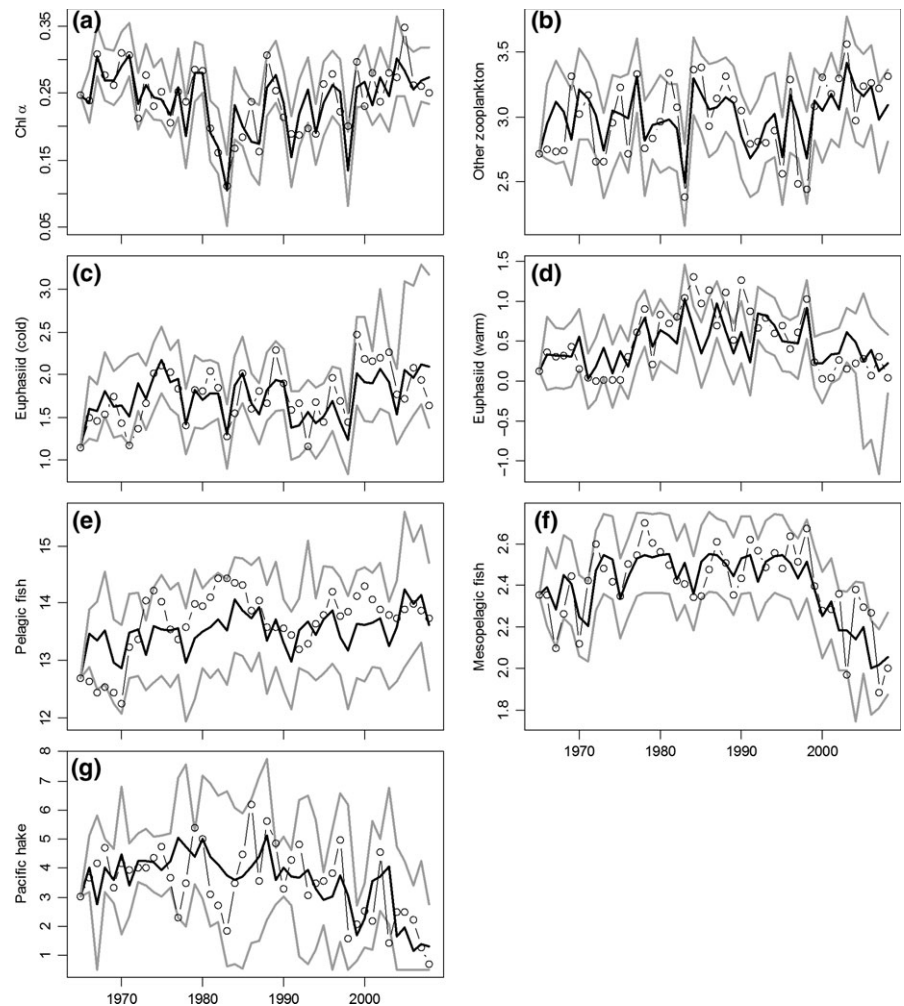 (a)
Chl α
0.05 0.15 0.25 0.35
(b)
Other zooplankton
2.5 3.0 3.5
(c)
Euphasiid (cold)
1.0 1.5 2.0 2.5 3.0
(d)
Euphasiid (warm)
−1.0 −0.5 0.0 0.5 1.0 1.5
(e)
Pelagic fish
12 13 14 15
(f)
Mesopelagic fish
1.8 2.0 2.2 2.4 2.6
1970 1980 1990 2000
(g)
Pacific hake
1 2 3 4 5 6 7 8
1970 1980 1990 2000